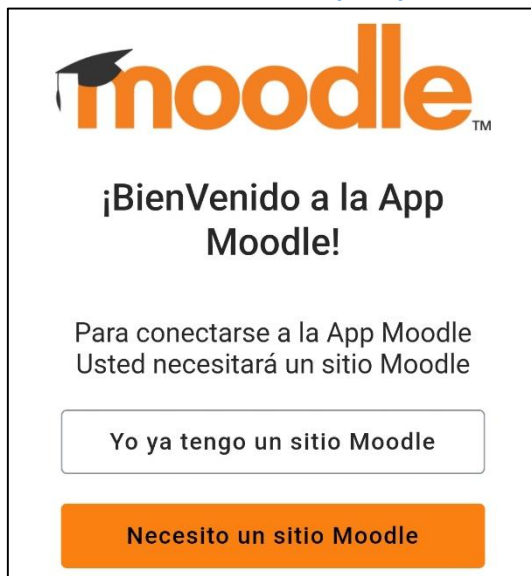 moodle TM
¡BienVenido a la App
Moodle!
Para conectarse a la App Moodle
Usted necesitará un sitio Moodle
Yo ya tengo un sitio Moodle
Necesito un sitio Moodle